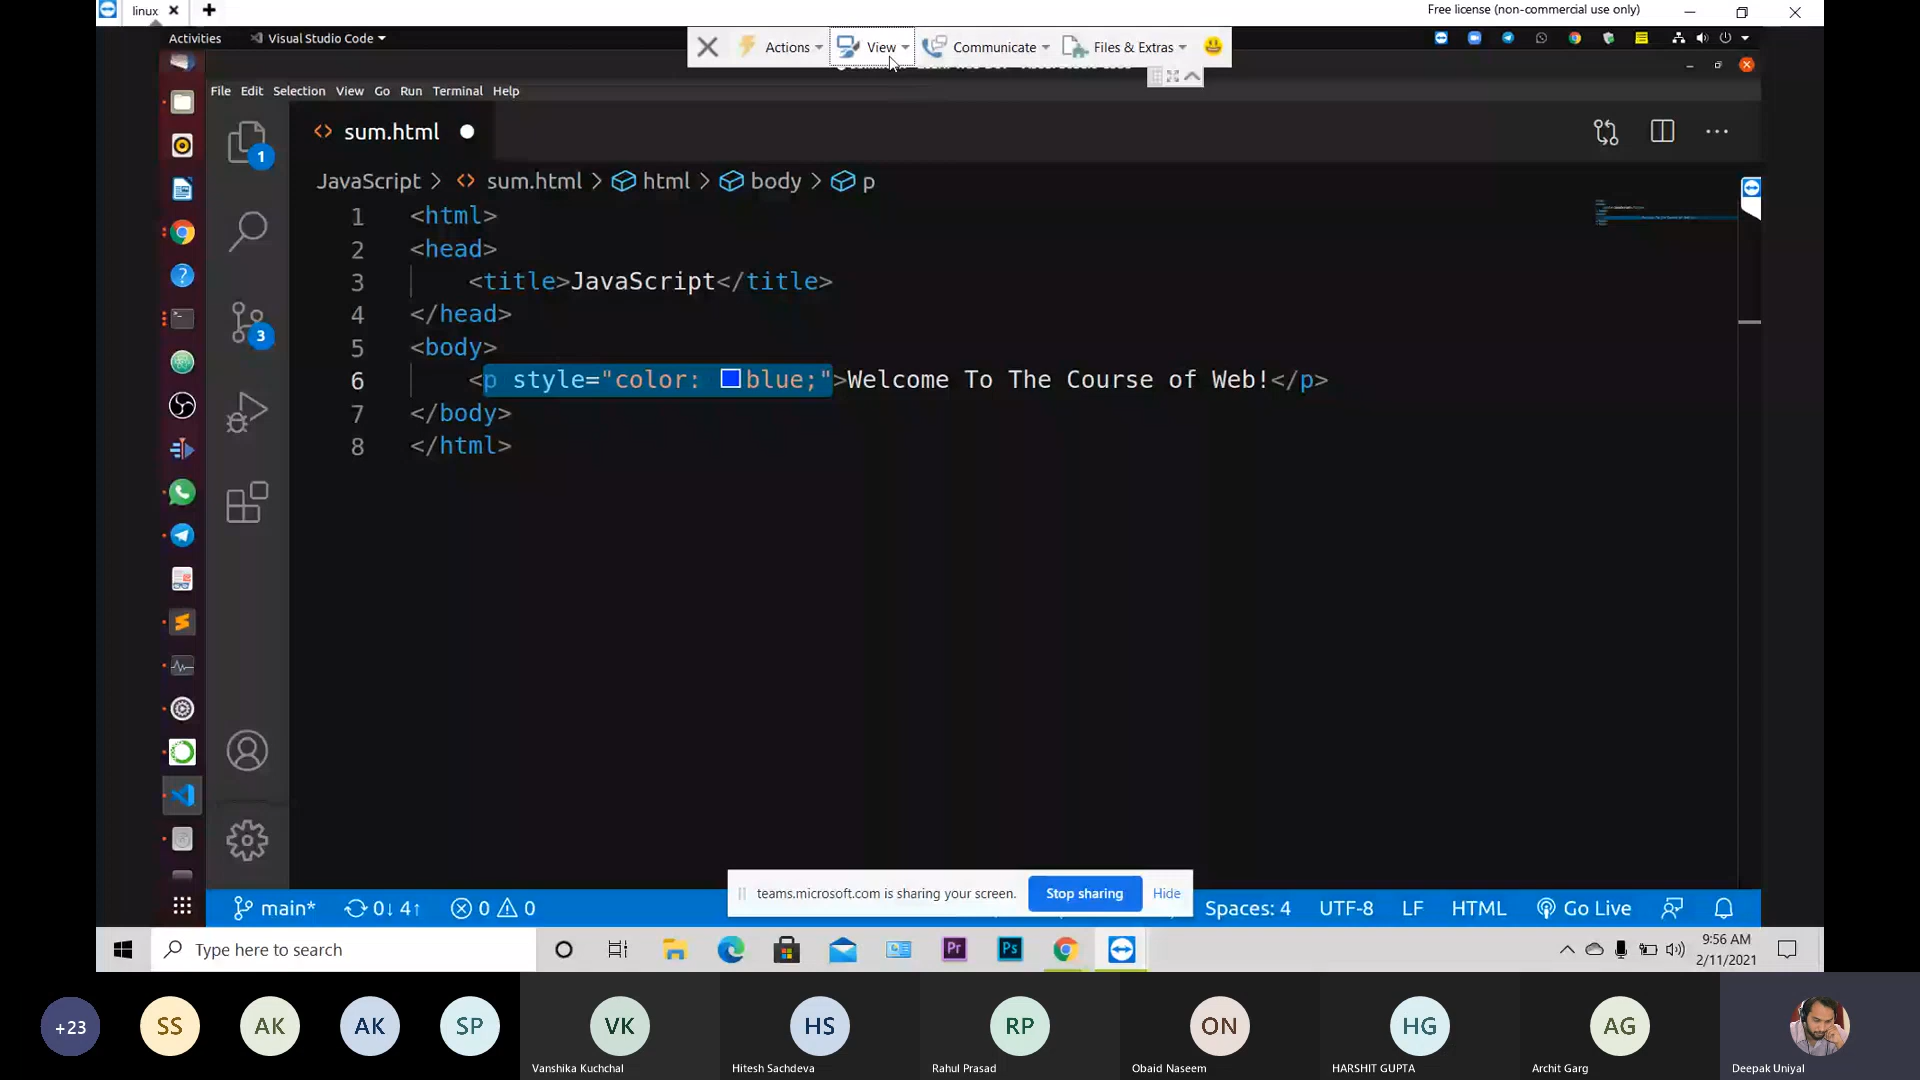 linux
Free license (non-commercial use only)
Activities
Visual Studio Code
Actions
View
Communicate
Files & Extras
File Edit Selection View Go Run Terminal Help
sum.html
JavaScript > sum.html > html > body > p
1 <html>
2 <head>
3 <title>JavaScript</title>
4 </head>
5 <body>
6 <p style="color: blue;">Welcome To The Course of Web!</p>
7 </body>
8 </html>
1
3
teams.microsoft.com is sharing your screen.
Stop sharing
Hide
main*
0↓ 4↑
0
0
Spaces: 4
UTF-8
LF
HTML
Go Live
Type here to search
Pr
Ps
9:56 AM
2/11/2021
+23
SS
AK
AK
SP
VK
HS
RP
ON
HG
AG
Vanshika Kuchchal
Hitesh Sachdeva
Rahul Prasad
Obaid Naseem
HARSHIT GUPTA
Archit Garg
Deepak Uniyal